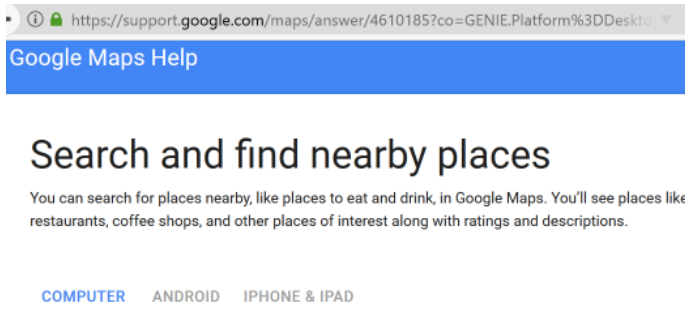 https://support.google.com/maps/answer/4610185?co=GENIE.Platform%3DDeskto
Google Maps Help
Search and find nearby places
You can search for places nearby, like places to eat and drink, in Google Maps. You'll see places like
restaurants, coffee shops, and other places of interest along with ratings and descriptions.
COMPUTER ANDROID IPHONE & IPAD